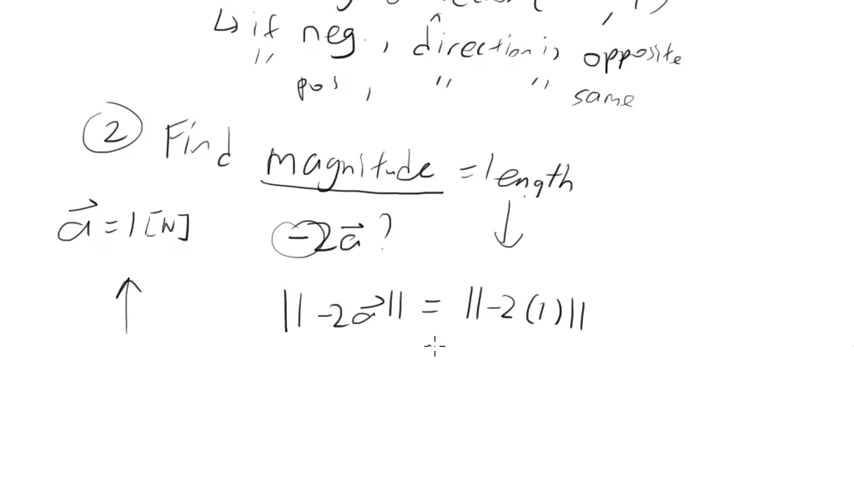 ↳ if neg., direction is opposite
" pos, " " same
② Find magnitude = length
a⃗ = 1 [N] -2a⃗? ↓
↑ ||-2a⃗|| = ||-2(1)||